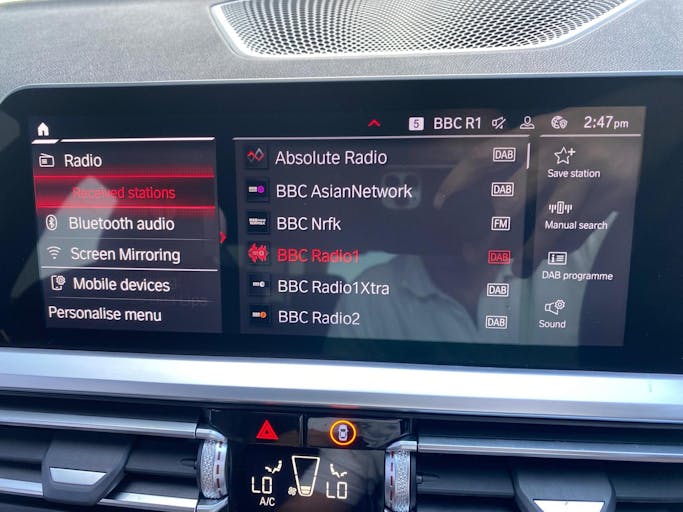 5 BBC R1 2:47pm
Radio
Received stations
Bluetooth audio
Screen Mirroring
Mobile devices
Personalise menu
Absolute Radio DAB
BBC AsianNetwork DAB
BBC Nrfk FM
BBC Radio1 DAB
BBC Radio1Xtra DAB
BBC Radio2 DAB
Save station
Manual search
DAB programme
Sound
LO LO
A/C